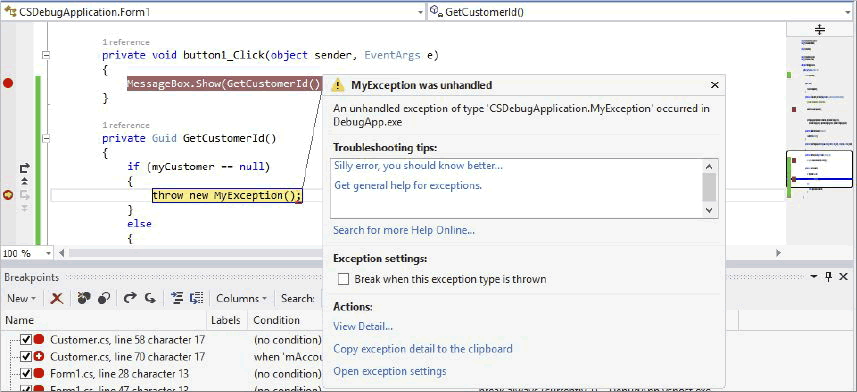 CSDebugApplication.Form1
GetCustomerId()
1 reference
private void button1_Click(object sender, EventArgs e)
{
MessageBox.Show(GetCustomerId()
}
1 reference
private Guid GetCustomerId()
{
if (myCustomer == null)
{
throw new MyException();
}
else
{
100 %
MyException was unhandled
An unhandled exception of type 'CSDebugApplication.MyException' occurred in
DebugApp.exe
Troubleshooting tips:
Silly error, you should know better...
Get general help for exceptions.
Search for more Help Online...
Exception settings:
Break when this exception type is thrown
Actions:
View Detail...
Copy exception detail to the clipboard
Open exception settings
Breakpoints
New
Columns
Search:
Name Labels Condition
Customer.cs, line 58 character 17 (no condition)
Customer.cs, line 70 character 17 when 'mAccou
Form1.cs, line 28 character 13 (no condition)
Form1.cs, line 47 character 13 (no condition)